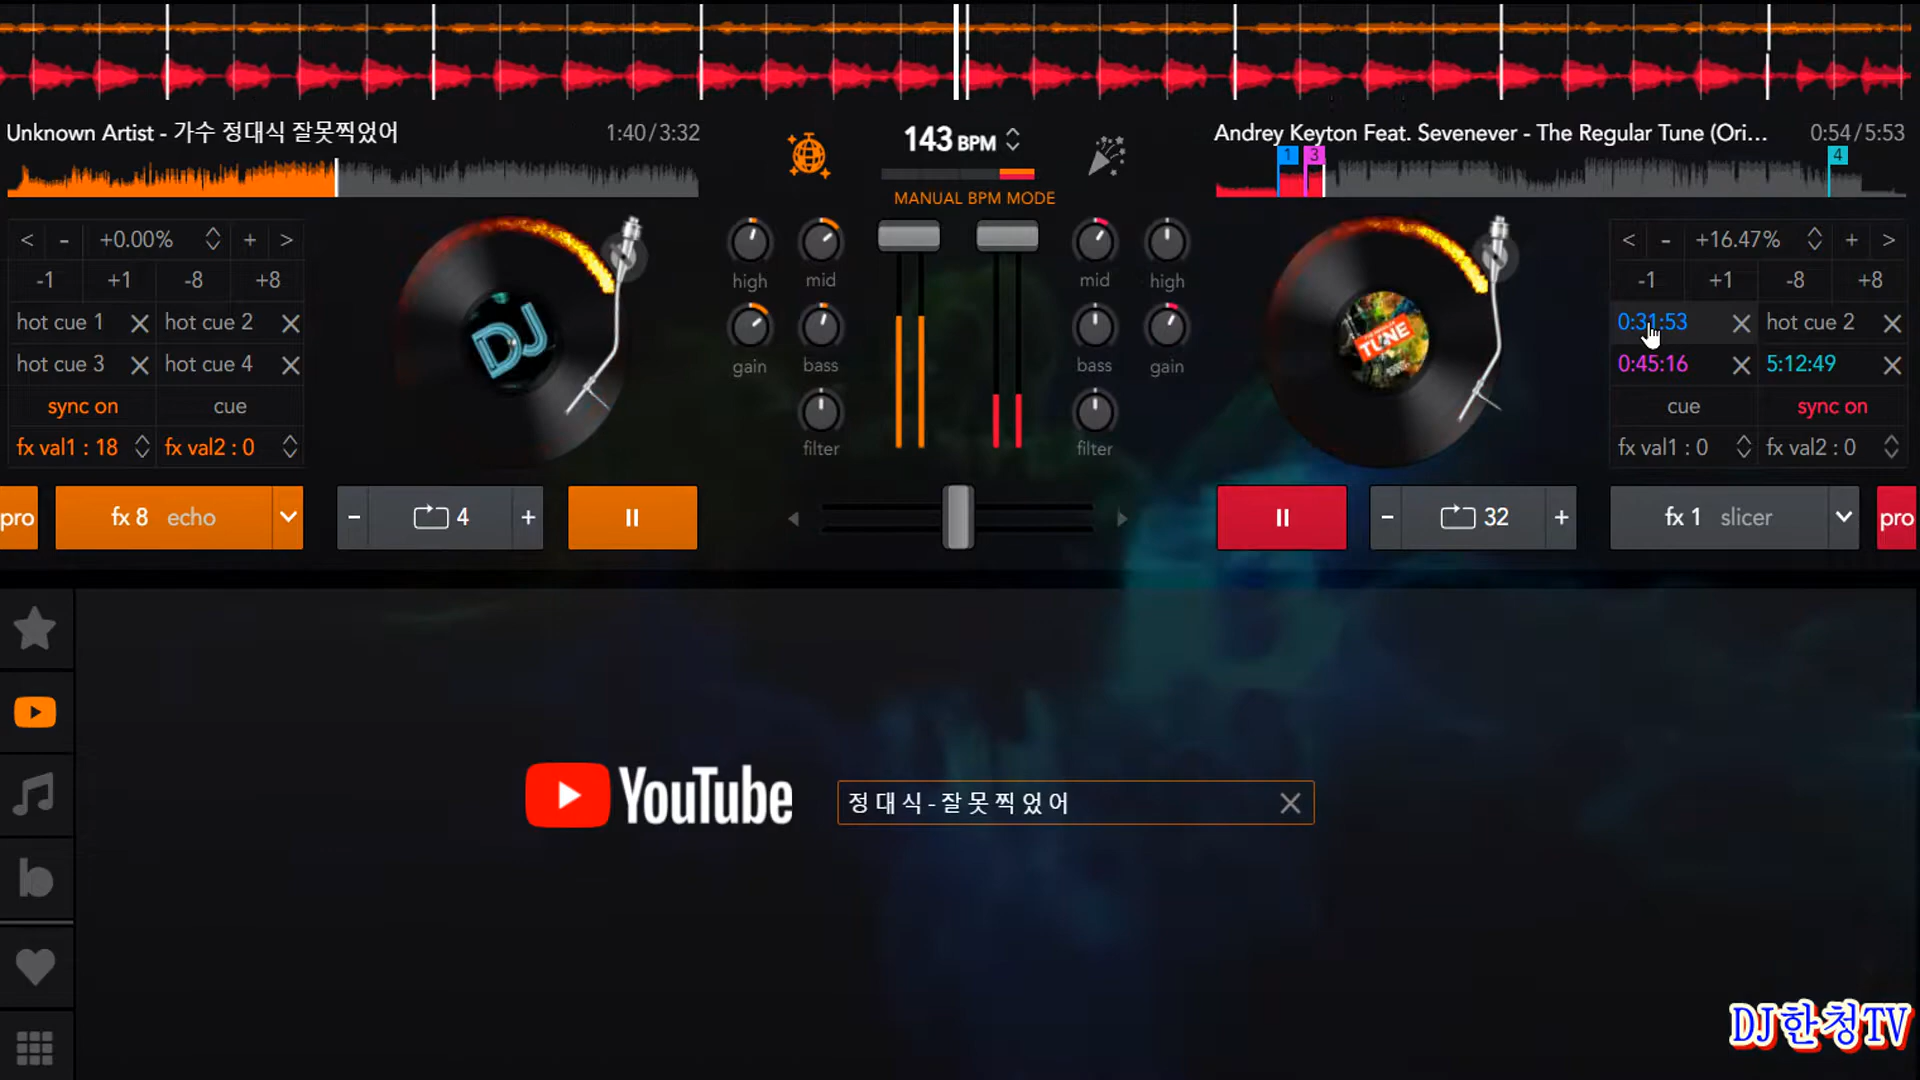 Unknown Artist - 가수 정대식 잘못찍었어
1:40/3:32
143 BPM
MANUAL BPM MODE
Andrey Keyton Feat. Sevenever - The Regular Tune (Ori...
0:54/5:53
1
3
4
< - +0.00% + >
-1 +1 -8 +8
hot cue 1 hot cue 2
hot cue 3 hot cue 4
sync on cue
fx val1 : 18 fx val2 : 0
DJ
high mid
gain bass
filter
mid high
bass gain
filter
TUNE
< - +16.47% + >
-1 +1 -8 +8
0:31:53 hot cue 2
0:45:16 5:12:49
cue sync on
fx val1 : 0 fx val2 : 0
pro
fx 8 echo
- 4 +
- 32 +
fx 1 slicer
pro
YouTube
정대식-잘못찍었어
DJ한청TV